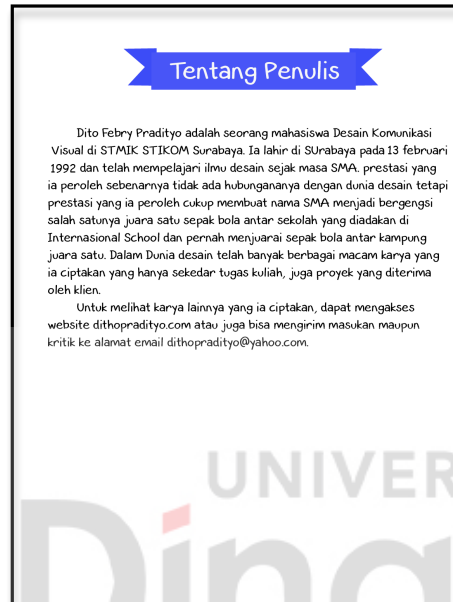 Tentang Penulis
Dito Febry Pradityo adalah seorang mahasiswa Desain Komunikasi
Visual di STMIK STIKOM Surabaya. Ia lahir di SUrabaya pada 13 februari
1992 dan telah mempelajari ilmu desain sejak masa SMA. prestasi yang
ia peroleh sebenarnya tidak ada hubungananya dengan dunia desain tetapi
prestasi yang ia peroleh cukup membuat nama SMA menjadi bergengsi
salah satunya juara satu sepak bola antar sekolah yang diadakan di
Internasional School dan pernah menjuarai sepak bola antar kampung
juara satu. Dalam Dunia desain telah banyak berbagai macam karya yang
ia ciptakan yang hanya sekedar tugas kuliah, juga proyek yang diterima
oleh klien.
Untuk melihat karya lainnya yang ia ciptakan, dapat mengakses
website dithopradityo.com atau juga bisa mengirim masukan maupun
kritik ke alamat email dithopradityo@yahoo.com.
UNIVER
Dina